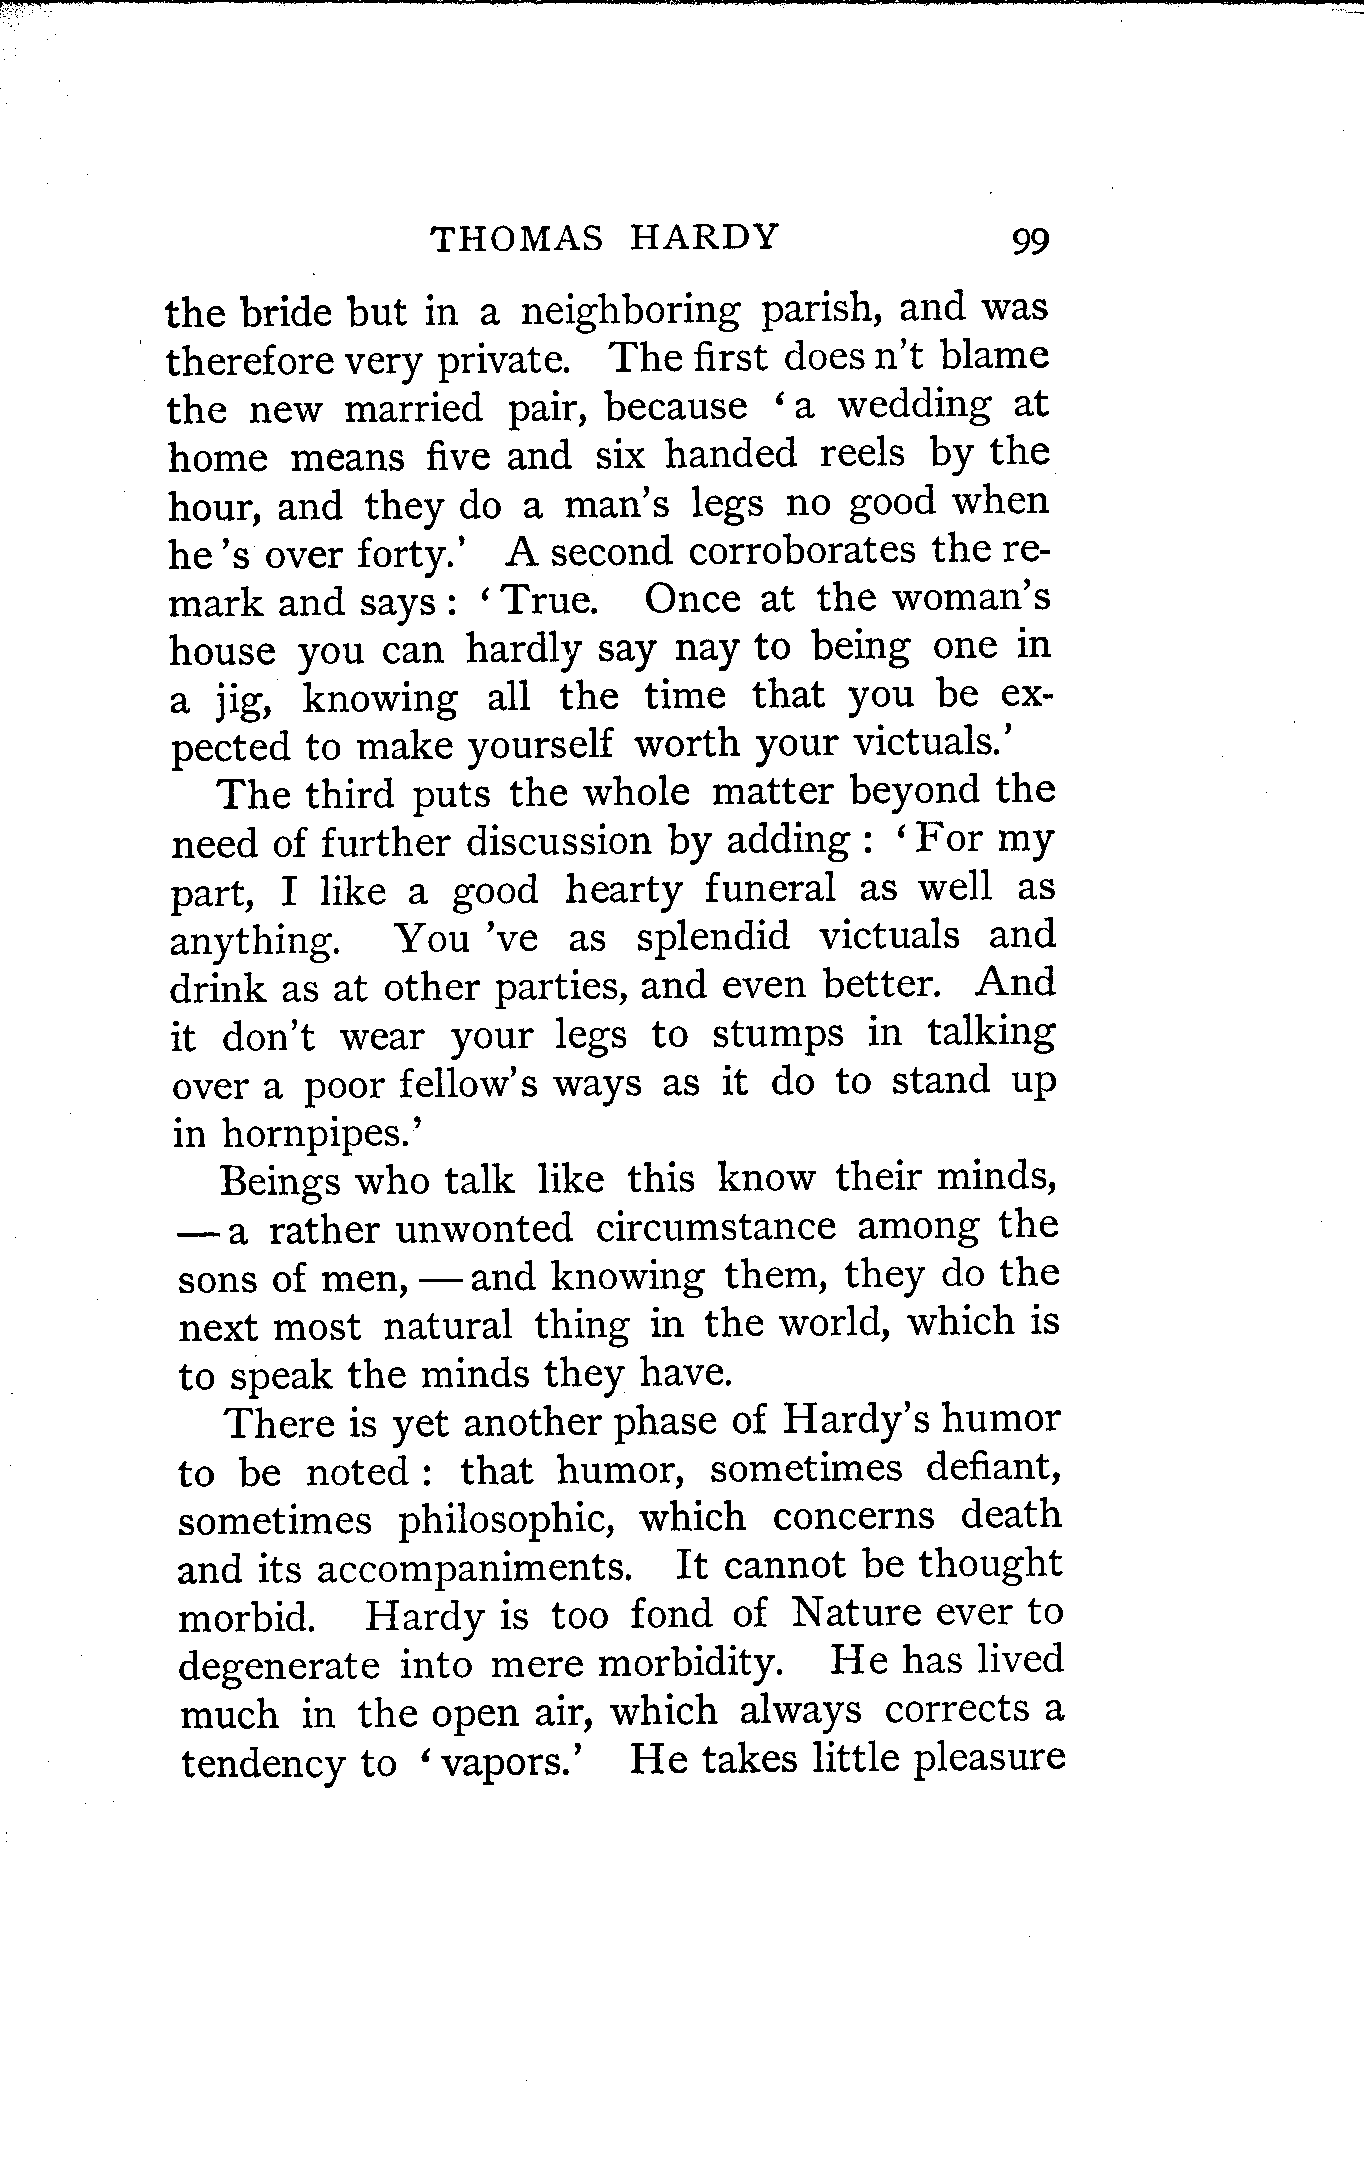 THOMAS HARDY 99
the bride but in a neighboring parish, and was
therefore very private. The first does n't blame
the new married pair, because ‘ a wedding at
home means five and six handed reels by the
hour, and they do a man's legs no good when
he 's over forty.’ A second corroborates the re-
mark and says : ‘ True. Once at the woman's
house you can hardly say nay to being one in
a jig, knowing all the time that you be ex-
pected to make yourself worth your victuals.’
The third puts the whole matter beyond the
need of further discussion by adding : ‘ For my
part, I like a good hearty funeral as well as
anything. You 've as splendid victuals and
drink as at other parties, and even better. And
it don't wear your legs to stumps in talking
over a poor fellow's ways as it do to stand up
in hornpipes.’
Beings who talk like this know their minds,
— a rather unwonted circumstance among the
sons of men, — and knowing them, they do the
next most natural thing in the world, which is
to speak the minds they have.
There is yet another phase of Hardy's humor
to be noted : that humor, sometimes defiant,
sometimes philosophic, which concerns death
and its accompaniments. It cannot be thought
morbid. Hardy is too fond of Nature ever to
degenerate into mere morbidity. He has lived
much in the open air, which always corrects a
tendency to ‘ vapors.’ He takes little pleasure